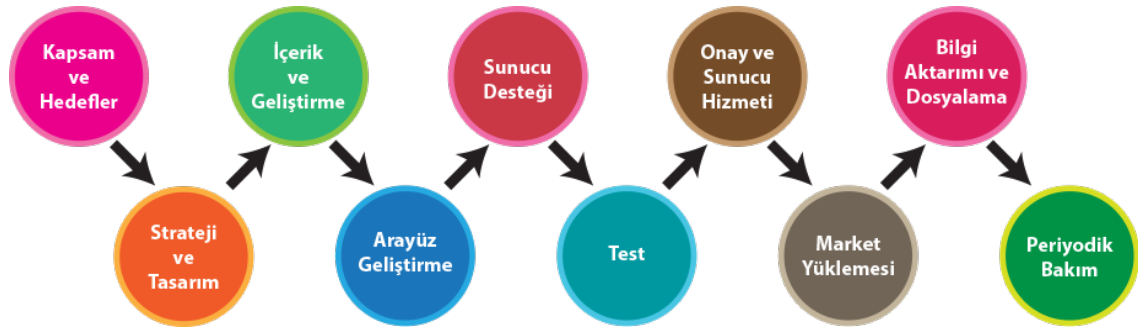 Kapsam
ve
Hedefler
Strateji
ve
Tasarım
İçerik
ve
Geliştirme
Arayüz
Geliştirme
Sunucu
Desteği
Test
Onay ve
Sunucu
Hizmeti
Market
Yüklemesi
Bilgi
Aktarımı ve
Dosyalama
Periyodik
Bakım